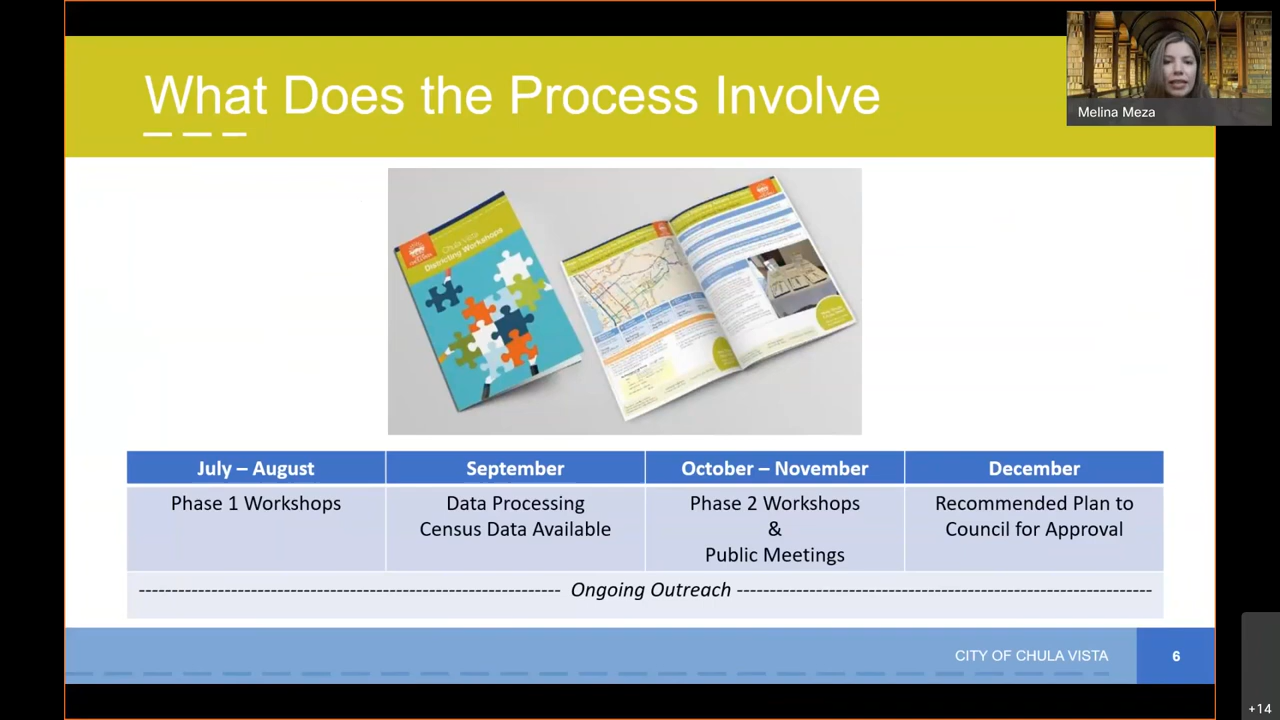 What Does the Process Involve
Melina Meza
Chula Vista
Districting Workshops
July – August
September
October – November
December
Phase 1 Workshops
Data Processing
Census Data Available
Phase 2 Workshops
&
Public Meetings
Recommended Plan to
Council for Approval
Ongoing Outreach
CITY OF CHULA VISTA
6
+14